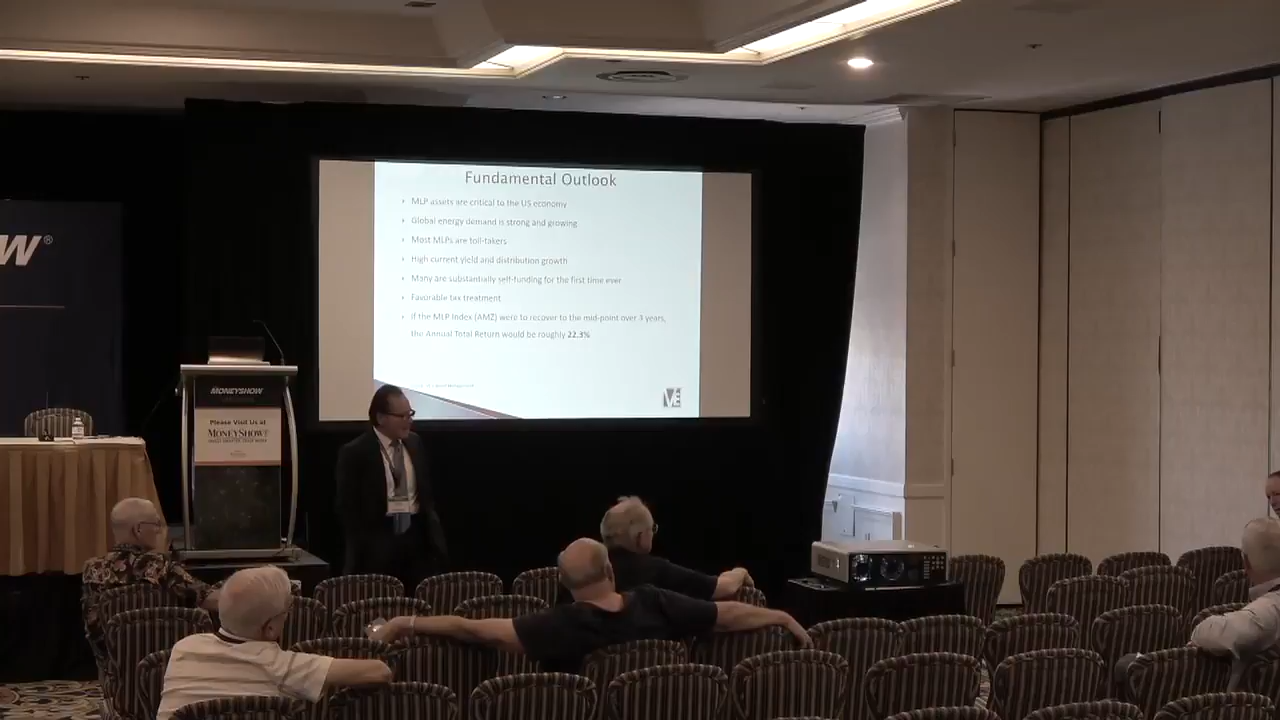 Fundamental Outlook
MLP assets are critical to the US economy
Global energy demand is strong and growing
Most MLPs are toll-takers
High current yield and distribution growth
Many are substantially self-funding for the first time ever
Favorable tax treatment
If the MLP Index (AMZ) were to recover to the mid-point over 3 years,
the Annual Total Return would be roughly 22.3%
W®
MONEYSHOW
Please Visit Us at
MONEYSHOW